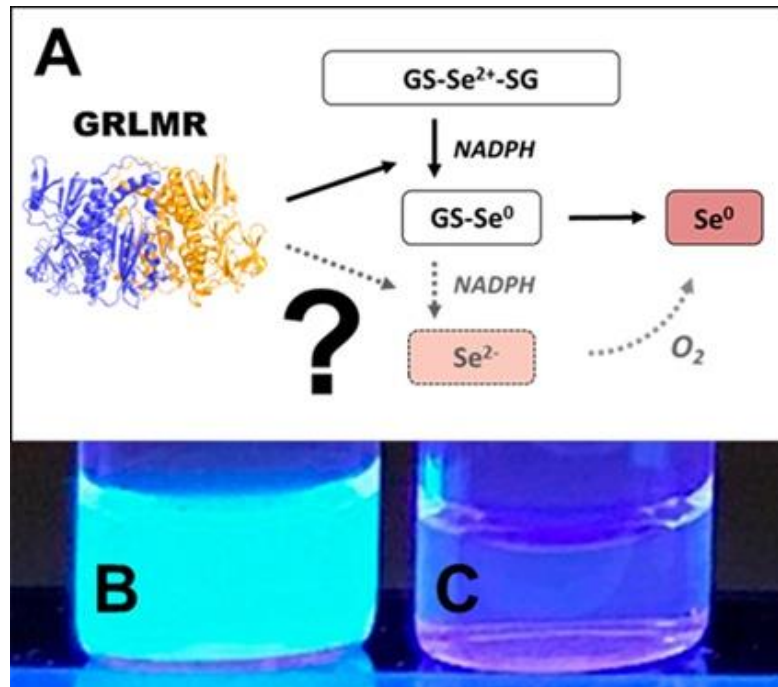 A
GS-Se²⁺-SG
GRLMR
NADPH
GS-Se⁰
Se⁰
NADPH
?
Se²⁻
O₂
B
C